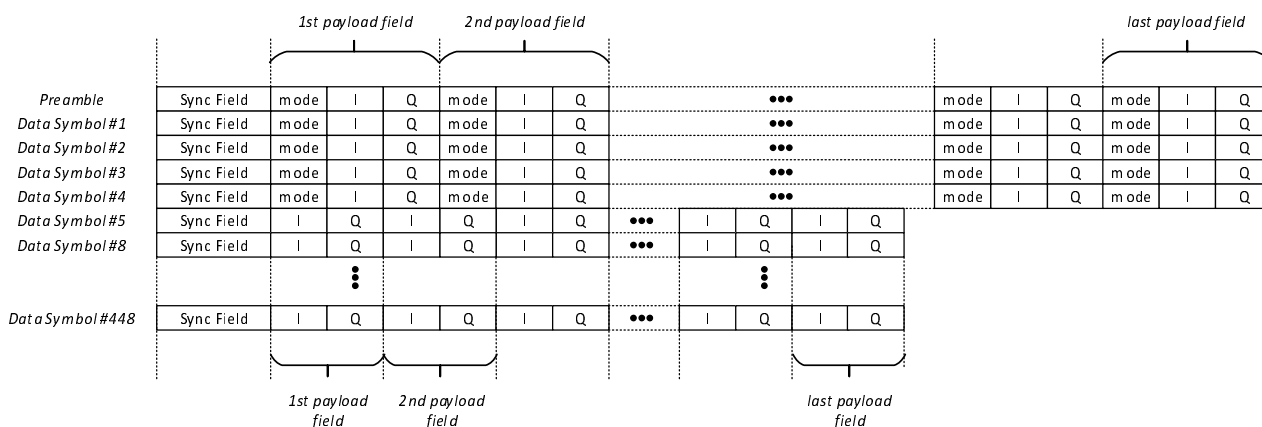 1st payload field 2nd payload field last payload field
Preamble Sync Field mode I Q mode I Q ••• mode I Q mode I Q
Data Symbol #1 Sync Field mode I Q mode I Q mode I Q mode I Q
Data Symbol #2 Sync Field mode I Q mode I Q ••• mode I Q mode I Q
Data Symbol #3 Sync Field mode I Q mode I Q mode I Q mode I Q
Data Symbol #4 Sync Field mode I Q mode I Q ••• mode I Q mode I Q
Data Symbol #5 Sync Field I Q I Q I Q ••• I Q I Q
Data Symbol #8 Sync Field I Q I Q I Q ••• I Q I Q
Data Symbol #448 Sync Field I Q I Q I Q ••• I Q I Q
1st payload 2nd payload last payload
field field field